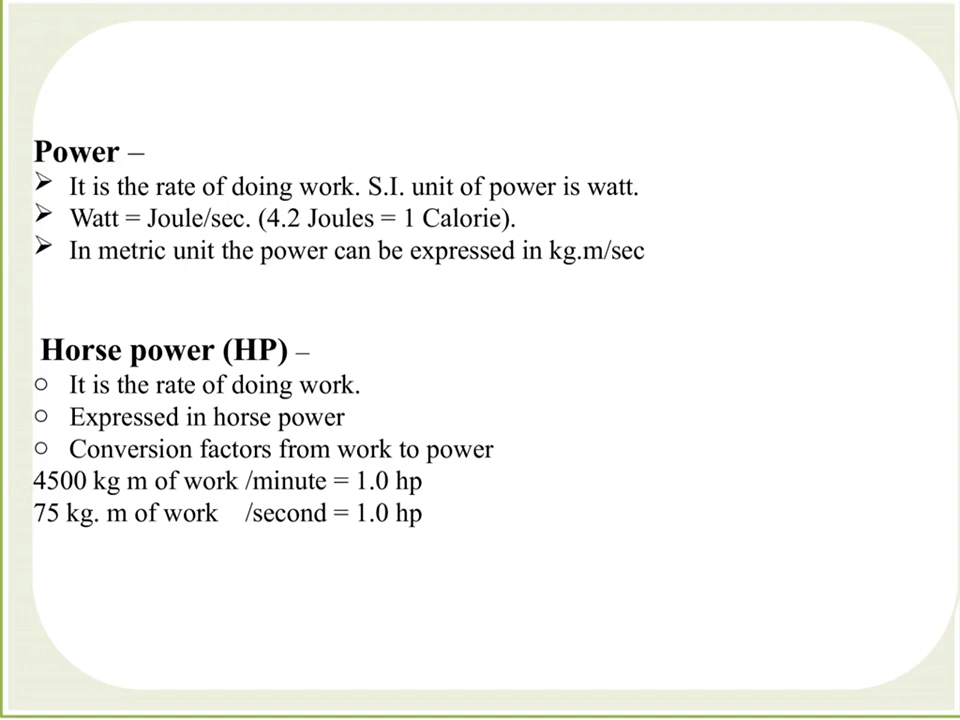 Power –
➢ It is the rate of doing work. S.I. unit of power is watt.
➢ Watt = Joule/sec. (4.2 Joules = 1 Calorie).
➢ In metric unit the power can be expressed in kg.m/sec
Horse power (HP) –
○ It is the rate of doing work.
○ Expressed in horse power
○ Conversion factors from work to power
4500 kg m of work /minute = 1.0 hp
75 kg. m of work /second = 1.0 hp